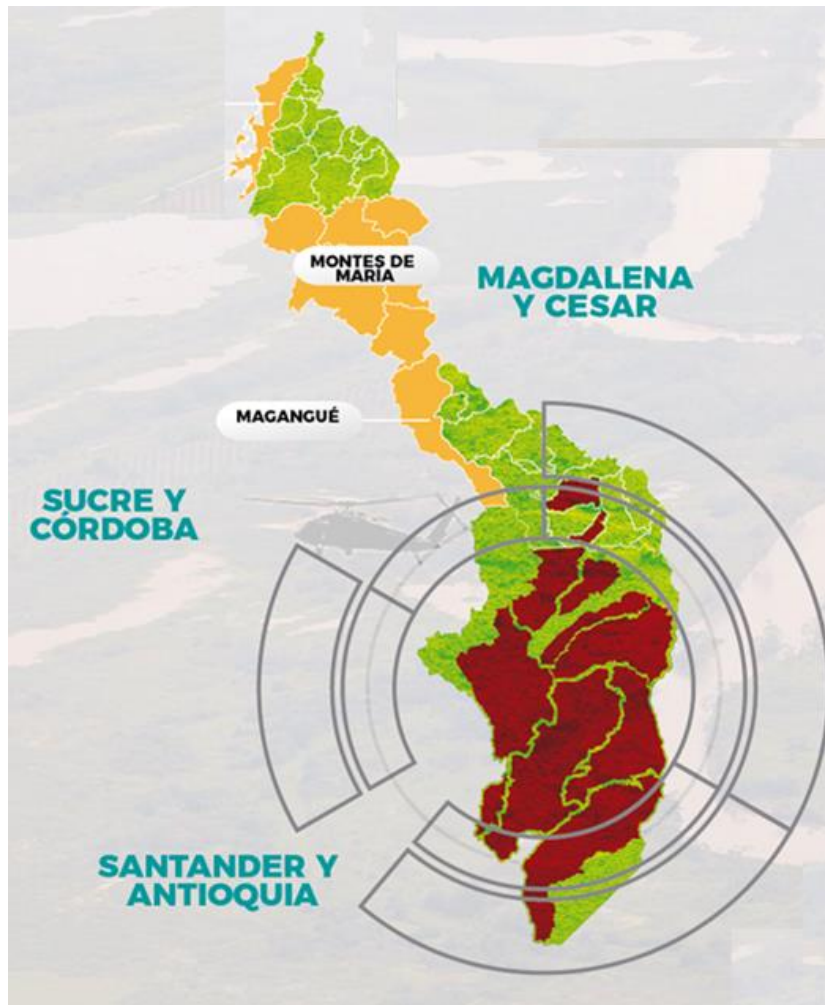 MONTES DE
MARÍA
MAGDALENA
Y CESAR
MAGANGUÉ
SUCRE Y
CÓRDOBA
SANTANDER Y
ANTIOQUIA